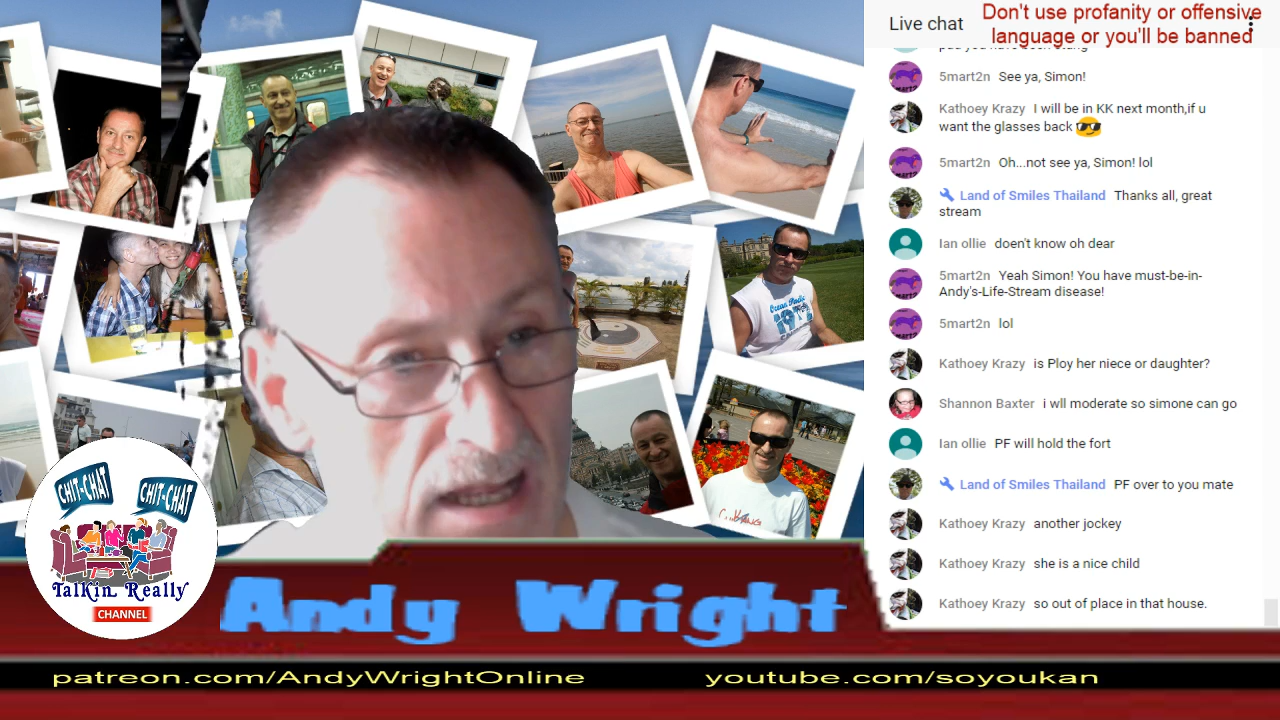 Live chat
Don't use profanity or offensive
language or you'll be banned
5mart2n See ya, Simon!
Kathoey Krazy I will be in KK next month,if u
want the glasses back
5mart2n Oh...not see ya, Simon! lol
Land of Smiles Thailand Thanks all, great
stream
Ian ollie doen't know oh dear
5mart2n Yeah Simon! You have must-be-in-
Andy's-Life-Stream disease!
5mart2n lol
Kathoey Krazy is Ploy her niece or daughter?
Shannon Baxter i wll moderate so simone can go
Ian ollie PF will hold the fort
Land of Smiles Thailand PF over to you mate
Kathoey Krazy another jockey
Kathoey Krazy she is a nice child
Kathoey Krazy so out of place in that house.
CHIT-CHAT
CHIT-CHAT
TalKin Really
CHANNEL
Andy Wright
patreon.com/AndyWrightOnline
youtube.com/soyoukan